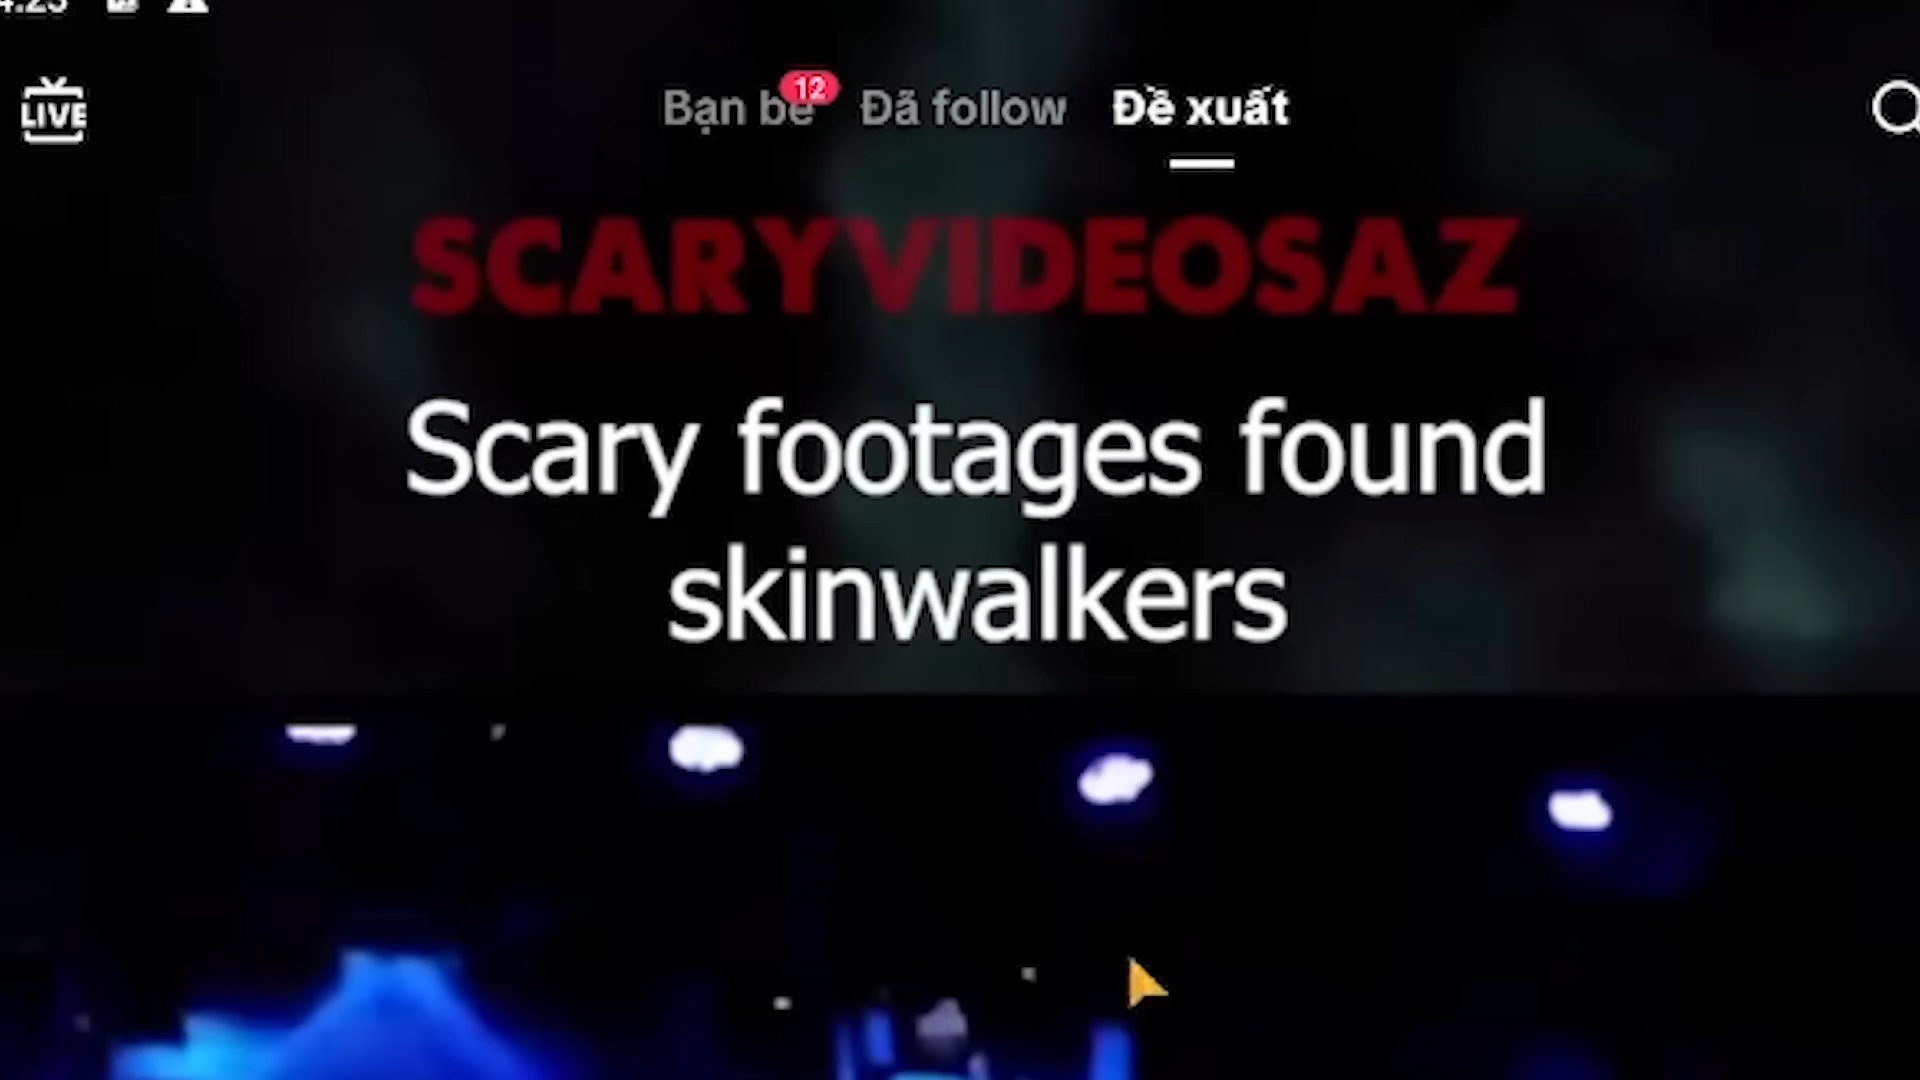 LIVE
Bạn bè 12 Đã follow Đề xuất
SCARYVIDEOSAZ
Scary footages found
skinwalkers